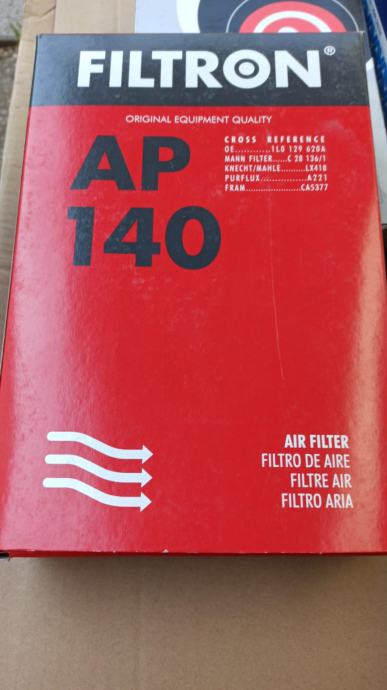 FILTRON®
ORIGINAL EQUIPMENT QUALITY
AP
140
CROSS REFERENCE
OE...........1L0 129 620A
MANN FILTER......C 28 136/1
KNECHT/MAHLE.........LX418
PURFLUX...............A221
FRAM.....................CA5377
AIR FILTER
FILTRO DE AIRE
FILTRE AIR
FILTRO ARIA